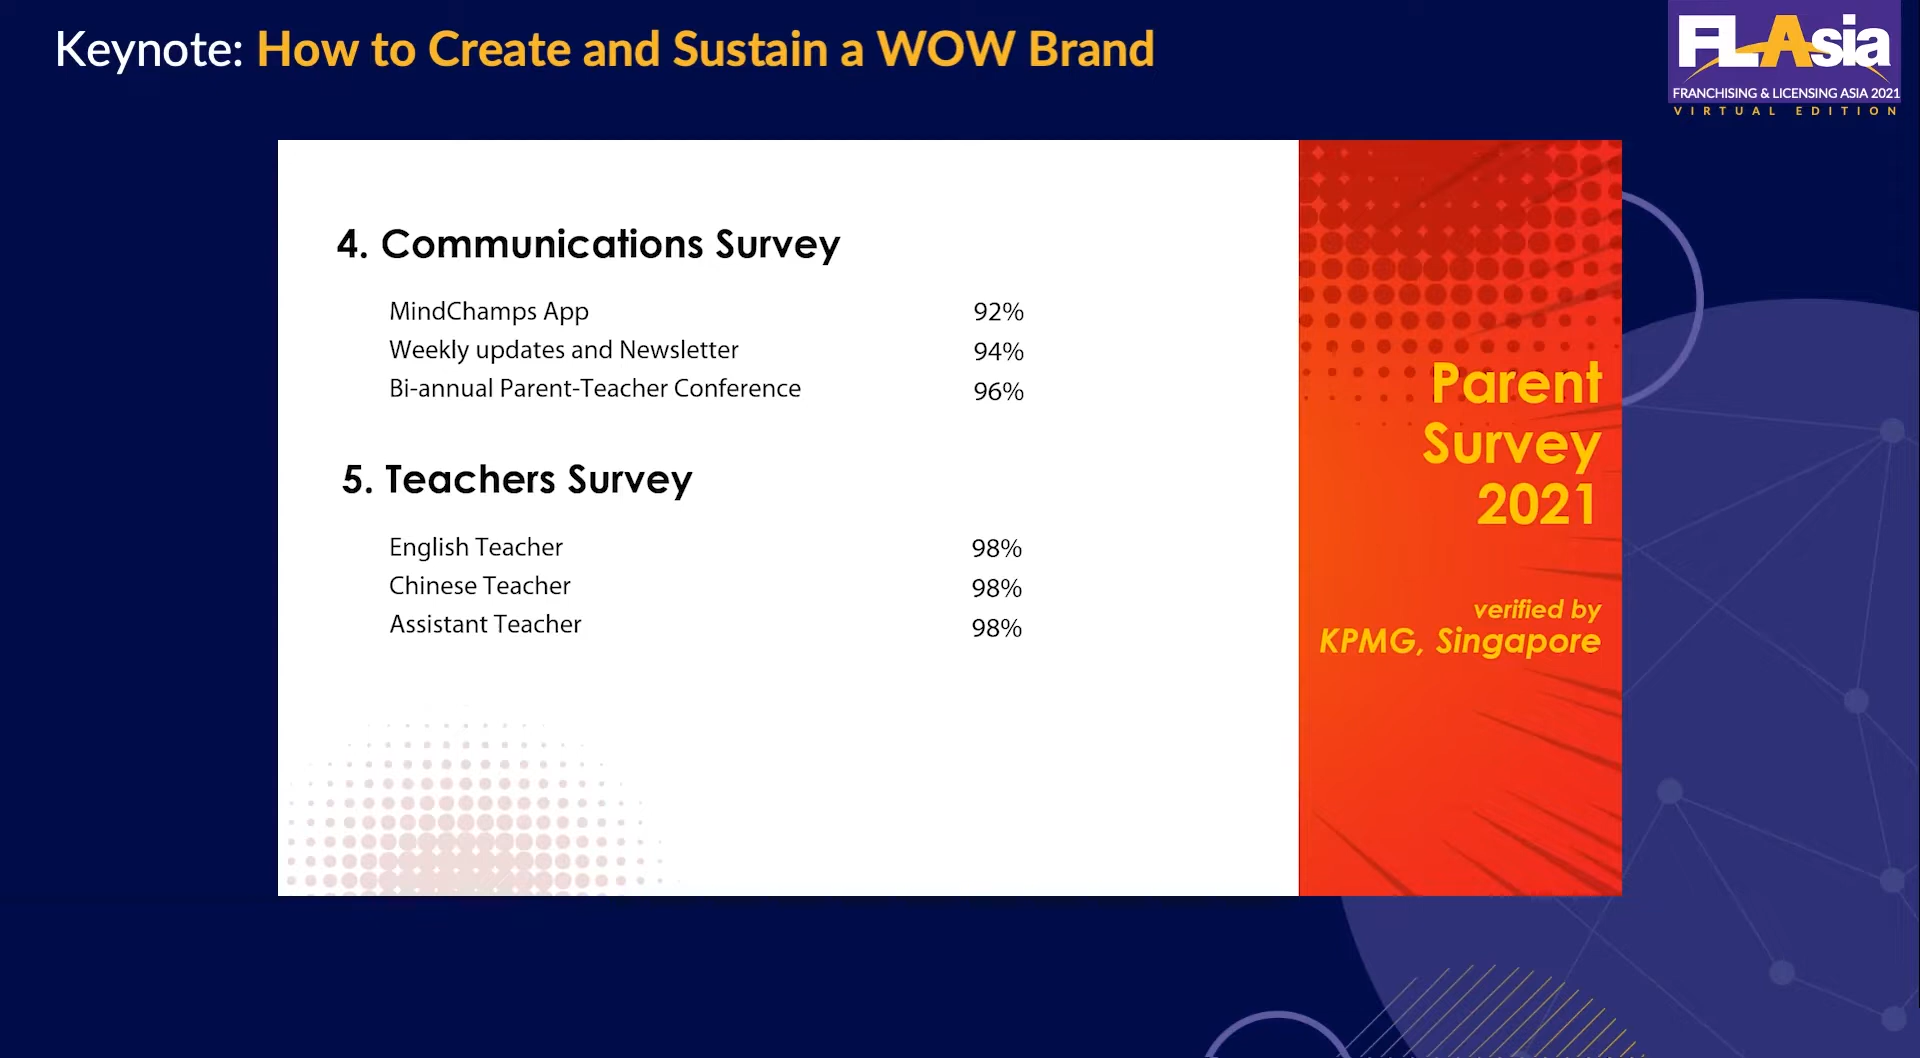 Keynote: How to Create and Sustain a WOW Brand
FLAsia
FRANCHISING & LICENSING ASIA 2021
VIRTUAL EDITION
4. Communications Survey
MindChamps App 92%
Weekly updates and Newsletter 94%
Bi-annual Parent-Teacher Conference 96%
5. Teachers Survey
English Teacher 98%
Chinese Teacher 98%
Assistant Teacher 98%
Parent
Survey
2021
verified by
KPMG, Singapore